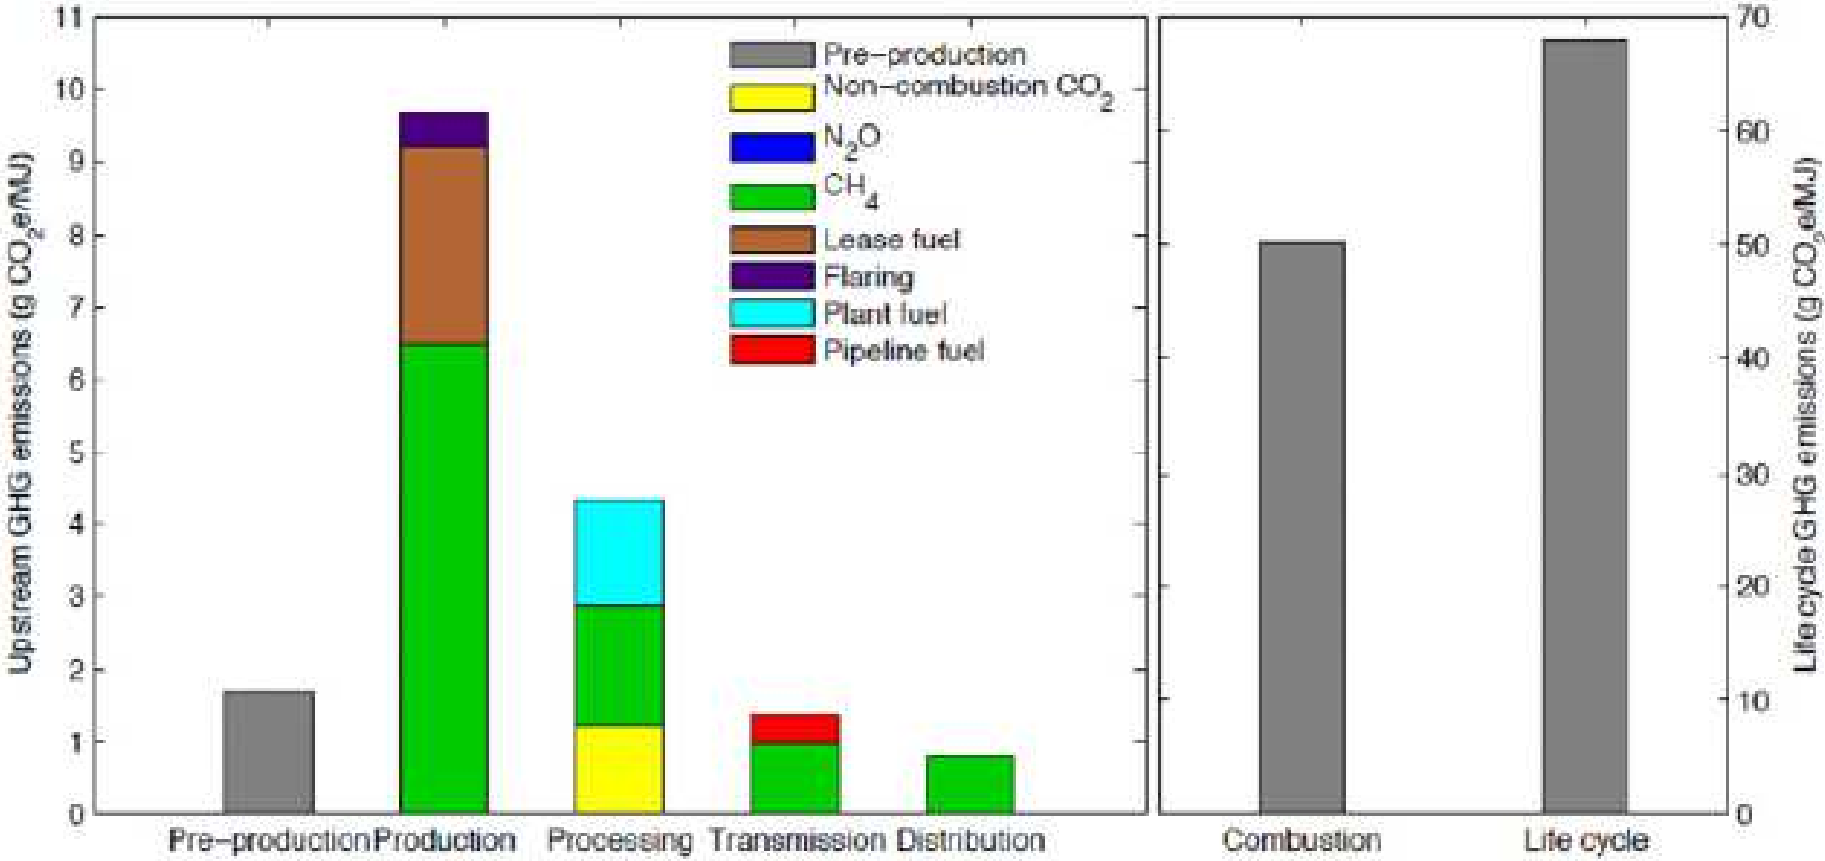 11
10
9
8
7
6
5
4
3
2
1
0
Upstream GHG emissions (g CO2e/MJ)
Pre-production
Non-combustion CO2
N2O
CH4
Lease fuel
Flaring
Plant fuel
Pipeline fuel
Pre-production Production Processing Transmission Distribution
70
60
50
40
30
20
10
0
Life cycle GHG emissions (g CO2e/MJ)
Combustion Life cycle